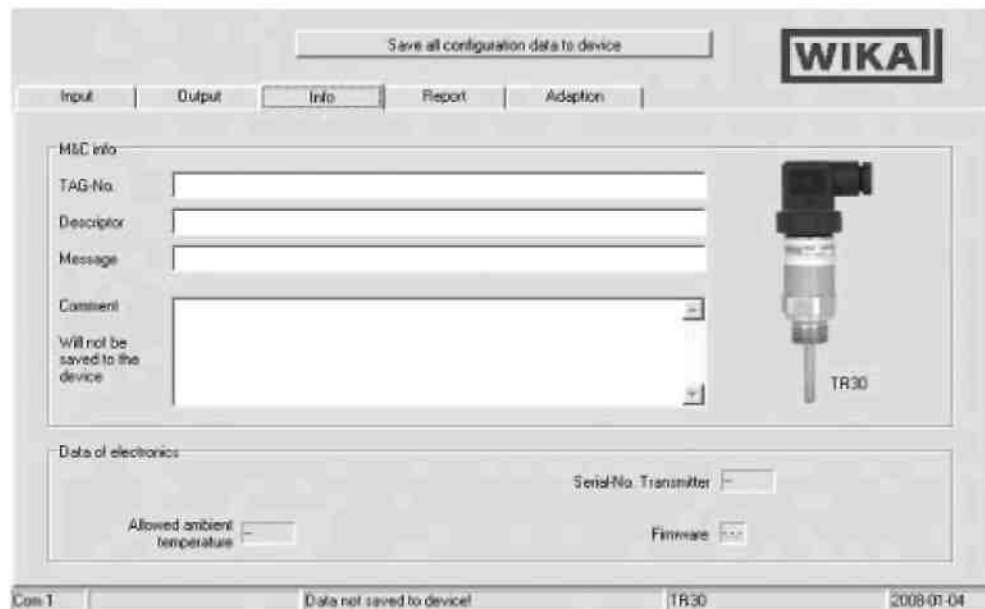 Save all configuration data to device
WIKA
Input Output Info Report Adaption
M&C info
TAG-No.
Descriptor
Message
Comment
Will not be
saved to the
device
TR30
Data of electronics
Serial-No. Transmitter --
Allowed ambient
temperature --
Firmware ---
Com 1 Data not saved to device! TR30 2008-01-04